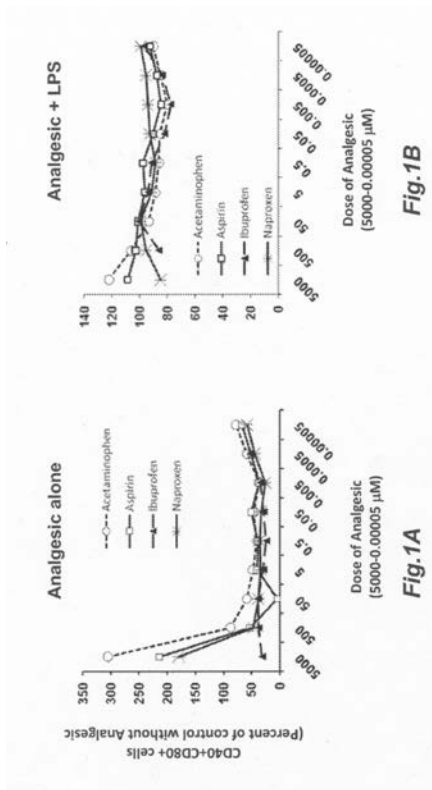 Analgesic alone
CD40+CD80+ cells
(Percent of control without Analgesic)
350
300
250
200
150
100
50
0
Acetaminophen
Aspirin
Ibuprofen
Naproxen
5000
500
50
5
0.5
0.05
0.005
0.0005
0.00005
Dose of Analgesic
(5000-0.00005 µM)
Fig.1A
Analgesic + LPS
140
120
100
80
60
40
20
0
Acetaminophen
Aspirin
Ibuprofen
Naproxen
5000
500
50
5
0.5
0.05
0.005
0.0005
0.00005
Dose of Analgesic
(5000-0.00005 µM)
Fig.1B